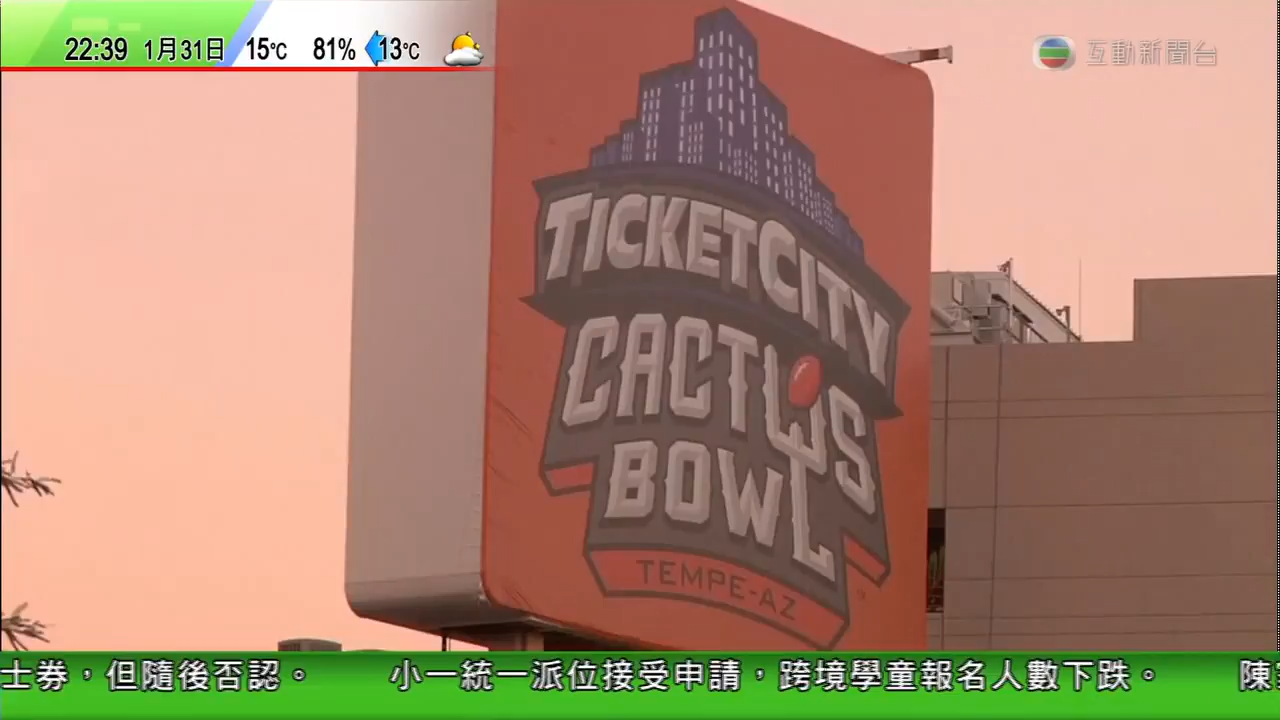 22:39 1月31日 15℃ 81% 13℃
互動新聞台
TICKETCITY
CACTUS
BOWL
TEMPE-AZ
士券，但隨後否認。 小一統一派位接受申請，跨境學童報名人數下跌。 陳